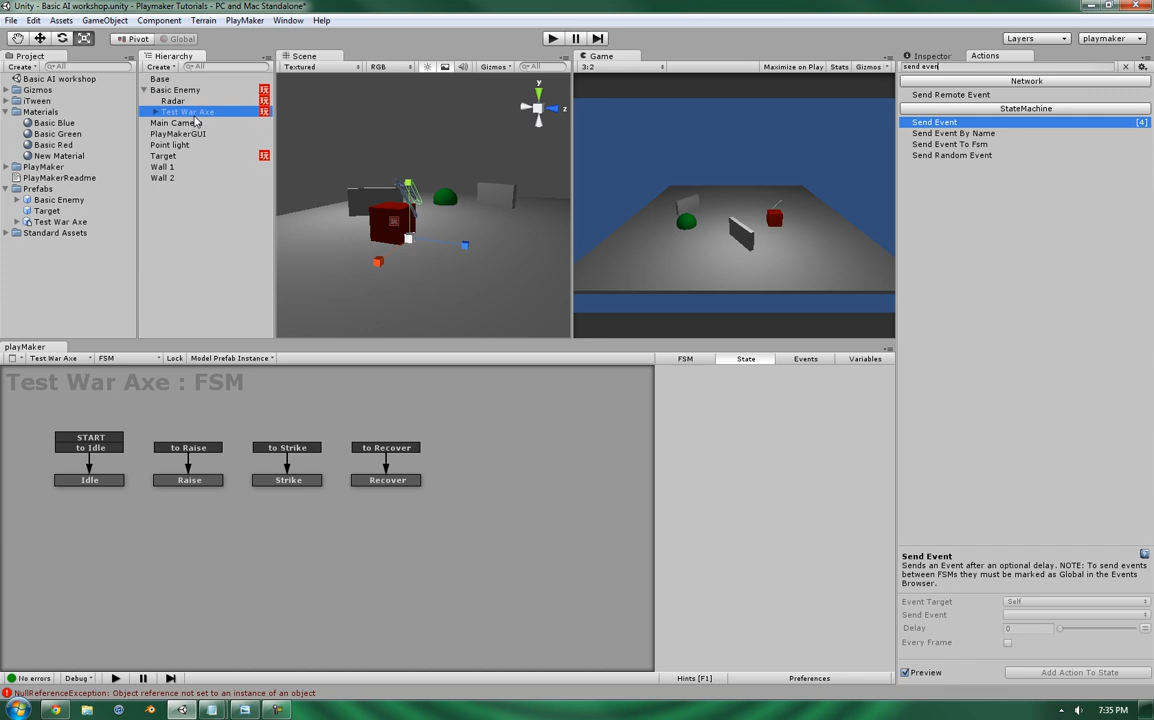 Unity - Basic AI workshop.unity - Playmaker Tutorials - PC and Mac Standalone*
File Edit Assets GameObject Component Terrain PlayMaker Window Help
Pivot Global Layers playmaker
Project Hierarchy Scene Game Inspector Actions
Create All Create All Textured RGB Gizmos All 3:2 Maximize on Play Stats Gizmos send even
Basic AI workshop
Gizmos
iTween
Materials
Basic Blue
Basic Green
Basic Red
New Material
PlayMaker
PlayMakerReadme
Prefabs
Basic Enemy
Target
Test War Axe
Standard Assets
Base
Basic Enemy 玩
Radar 玩
Test War Axe 玩
Main Camera
PlayMakerGUI
Point light
Target 玩
Wall 1
Wall 2
y
z
Network
Send Remote Event
StateMachine
Send Event [4]
Send Event By Name
Send Event To Fsm
Send Random Event
playMaker
Test War Axe FSM Lock Model Prefab Instance FSM State Events Variables
Test War Axe : FSM
START
to Idle to Raise to Strike to Recover
Idle Raise Strike Recover
Send Event
Sends an Event after an optional delay. NOTE: To send events
between FSMs they must be marked as Global in the Events
Browser.
Event Target Self
Send Event
Delay 0
Every Frame
Preview Add Action To State
No errors Debug Hints [F1] Preferences
NullReferenceException: Object reference not set to an instance of an object
7:35 PM